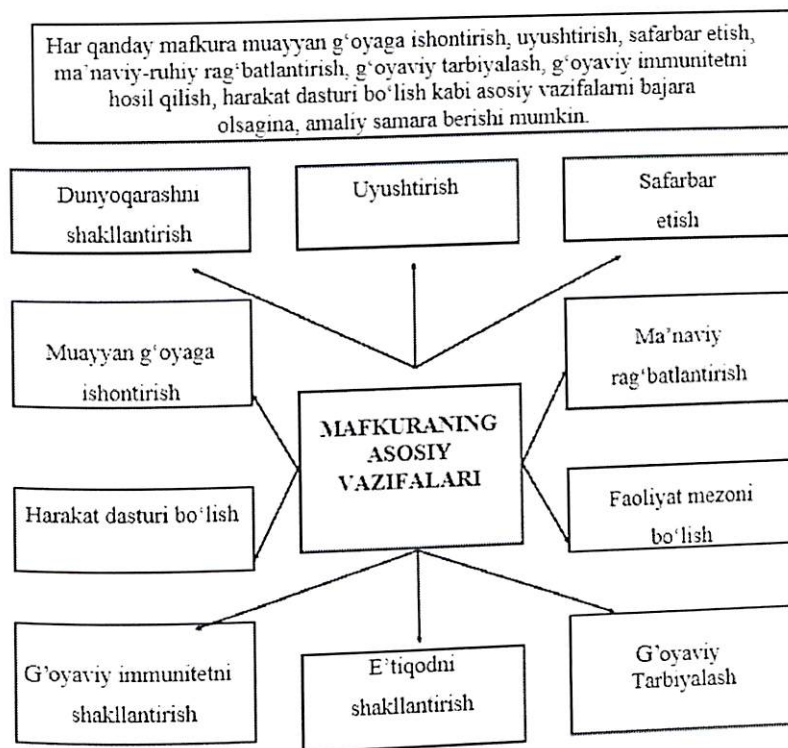 Har qanday mafkura muayyan g‘oyaga ishontirish, uyushtirish, safarbar etish,
ma’naviy-ruhiy rag‘batlantirish, g‘oyaviy tarbiyalash, g‘oyaviy immunitetni
hosil qilish, harakat dasturi bo‘lish kabi asosiy vazifalarni bajara
olsagina, amaliy samara berishi mumkin.
Dunyoqarashni
shakllantirish
Uyushtirish
Safarbar
etish
Muayyan g‘oyaga
ishontirish
Ma’naviy
rag‘batlantirish
MAFKURANING
ASOSIY
VAZIFALARI
Harakat dasturi bo‘lish
Faoliyat mezoni
bo‘lish
G’oyaviy immunitetni
shakllantirish
E’tiqodni
shakllantirish
G’oyaviy
Tarbiyalash